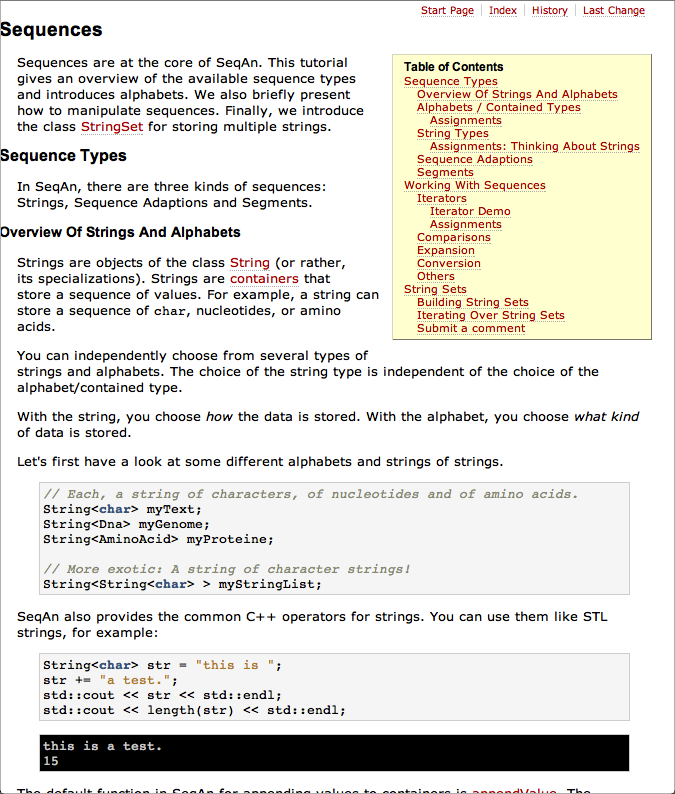 Start Page Index History Last Change
Sequences
Sequences are at the core of SeqAn. This tutorial
gives an overview of the available sequence types
and introduces alphabets. We also briefly present
how to manipulate sequences. Finally, we introduce
the class StringSet for storing multiple strings.
Table of Contents
Sequence Types
Overview Of Strings And Alphabets
Alphabets / Contained Types
Assignments
String Types
Assignments: Thinking About Strings
Sequence Adaptions
Segments
Working With Sequences
Iterators
Iterator Demo
Assignments
Comparisons
Expansion
Conversion
Others
String Sets
Building String Sets
Iterating Over String Sets
Submit a comment
Sequence Types
In SeqAn, there are three kinds of sequences:
Strings, Sequence Adaptions and Segments.
Overview Of Strings And Alphabets
Strings are objects of the class String (or rather,
its specializations). Strings are containers that
store a sequence of values. For example, a string can
store a sequence of char, nucleotides, or amino
acids.
You can independently choose from several types of
strings and alphabets. The choice of the string type is independent of the choice of the
alphabet/contained type.
With the string, you choose how the data is stored. With the alphabet, you choose what kind
of data is stored.
Let's first have a look at some different alphabets and strings of strings.
// Each, a string of characters, of nucleotides and of amino acids.
String<char> myText;
String<Dna> myGenome;
String<AminoAcid> myProteine;
// More exotic: A string of character strings!
String<String<char> > myStringList;
SeqAn also provides the common C++ operators for strings. You can use them like STL
strings, for example:
String<char> str = "this is ";
str += "a test.";
std::cout << str << std::endl;
std::cout << length(str) << std::endl;
this is a test.
15
The default function in SeqAn for appending values to containers is appendValue. The